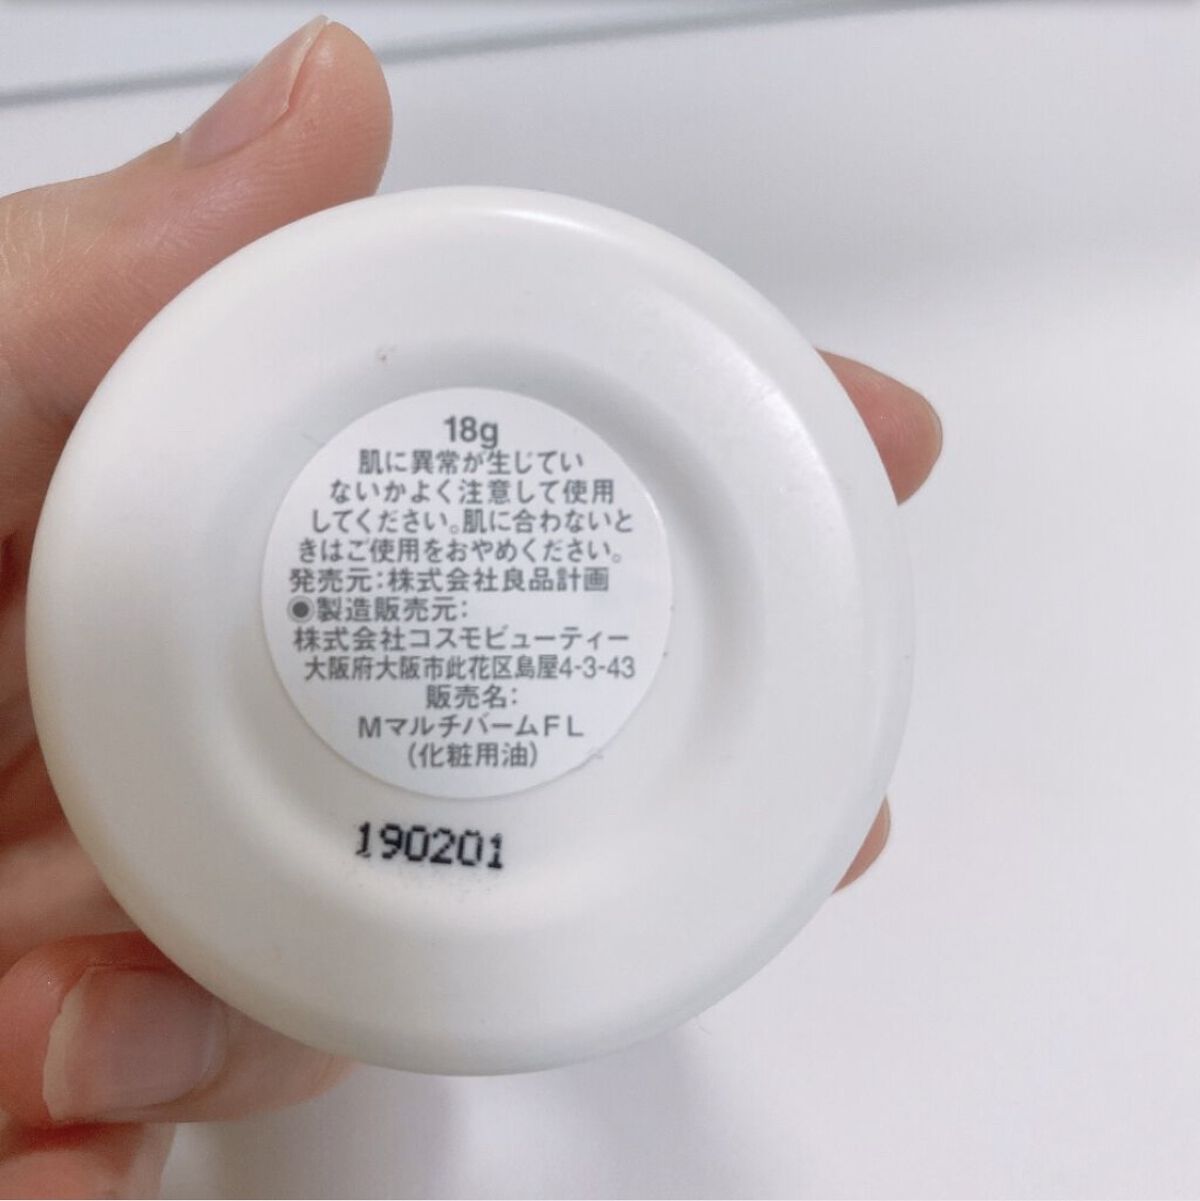 18g
肌に異常が生じてい
ないかよく注意して使用
してください。肌に合わないと
きはご使用をおやめください。
発売元:株式会社良品計画
◉製造販売元:
株式会社コスモビューティー
大阪府大阪市此花区島屋4-3-43
販売名:
MマルチバームFL
(化粧用油)
190201